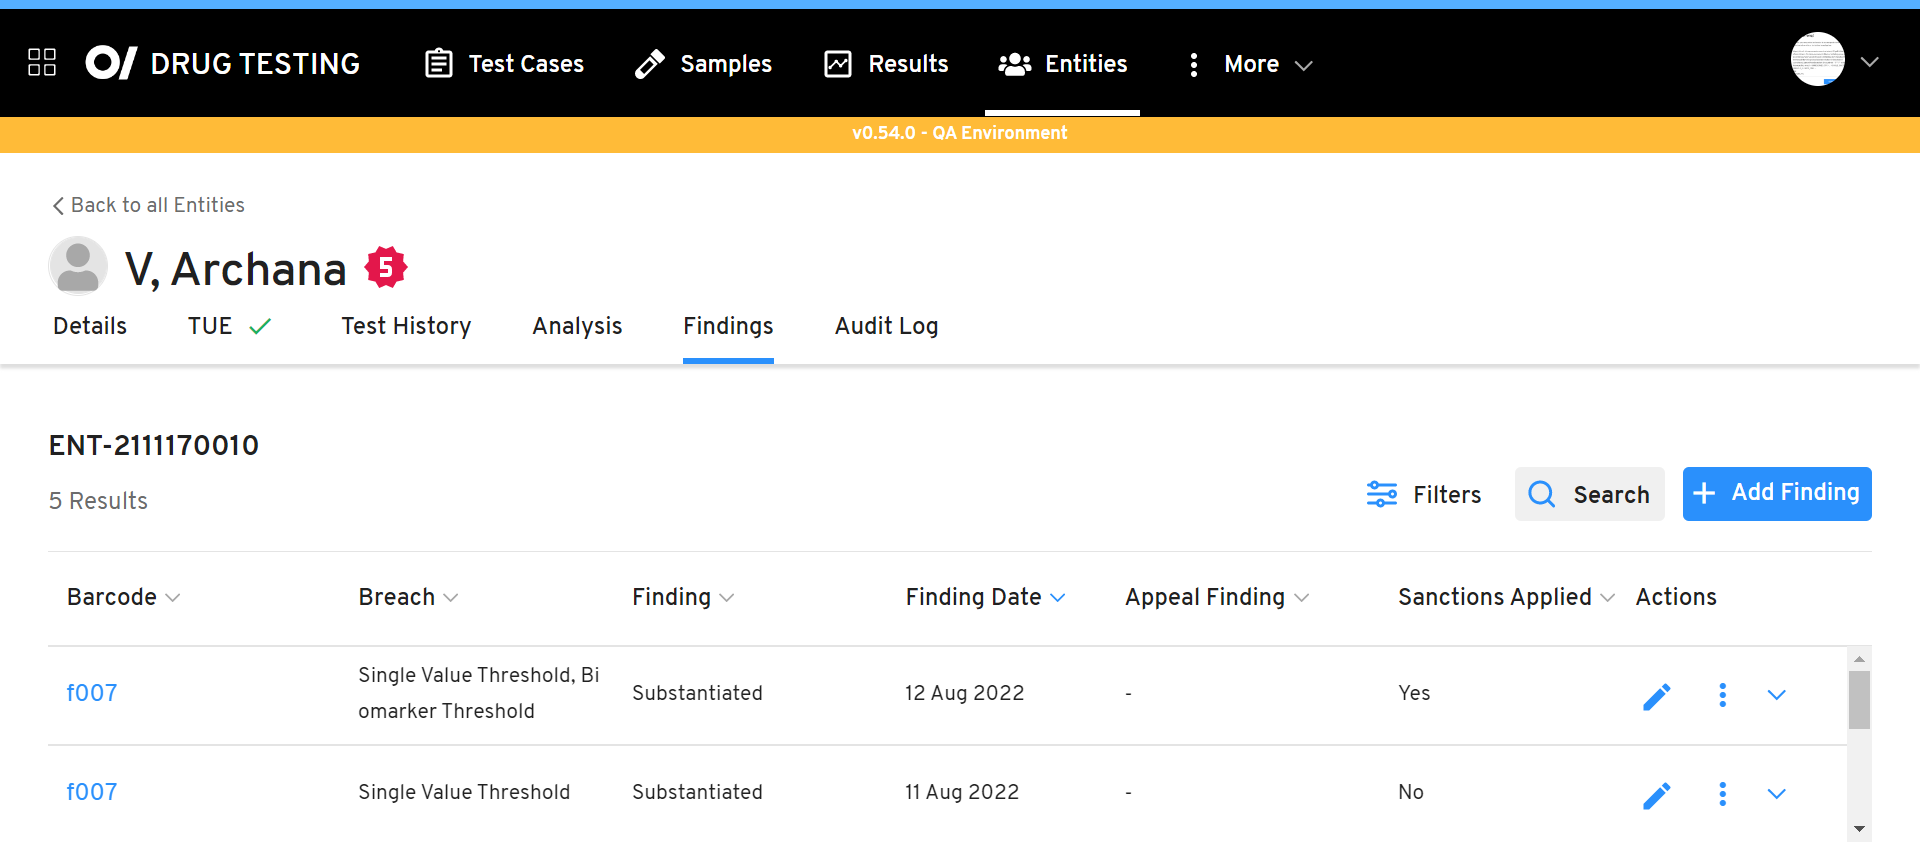 DRUG TESTING Test Cases Samples Results Entities More
v0.54.0 - QA Environment
Back to all Entities
V, Archana 5
Details TUE Test History Analysis Findings Audit Log
ENT-2111170010
5 Results
Filters Search Add Finding
Barcode Breach Finding Finding Date Appeal Finding Sanctions Applied Actions
f007 Single Value Threshold, Bi
omarker Threshold Substantiated 12 Aug 2022 - Yes
f007 Single Value Threshold Substantiated 11 Aug 2022 - No